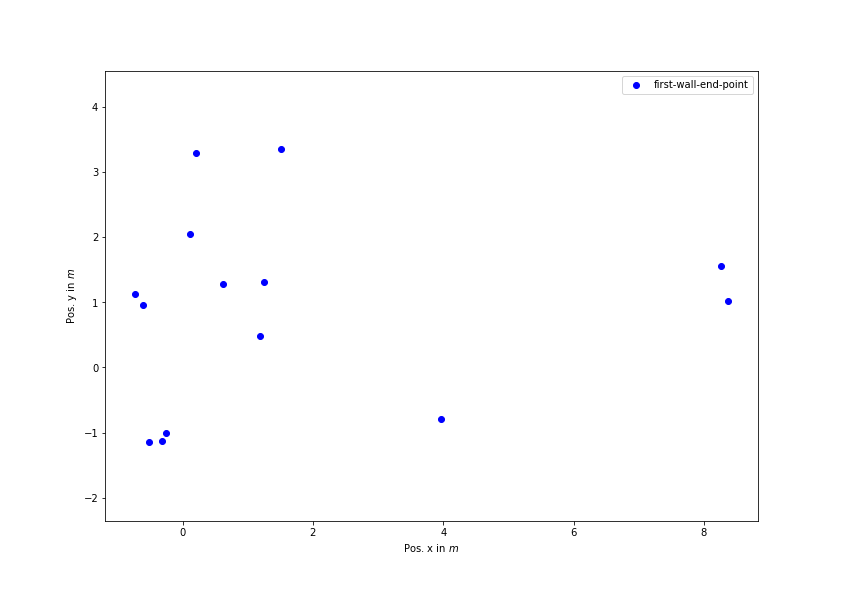 first-wall-end-point
4
3
2
1
0
−1
−2
Pos. y in m
0 2 4 6 8
Pos. x in m